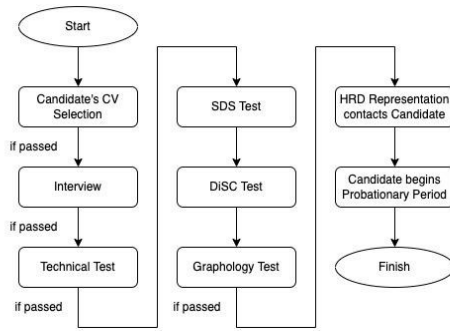 Start
Candidate's CV
Selection
if passed
Interview
if passed
Technical Test
if passed
SDS Test
DiSC Test
Graphology Test
if passed
HRD Representation
contacts Candidate
Candidate begins
Probationary Period
Finish